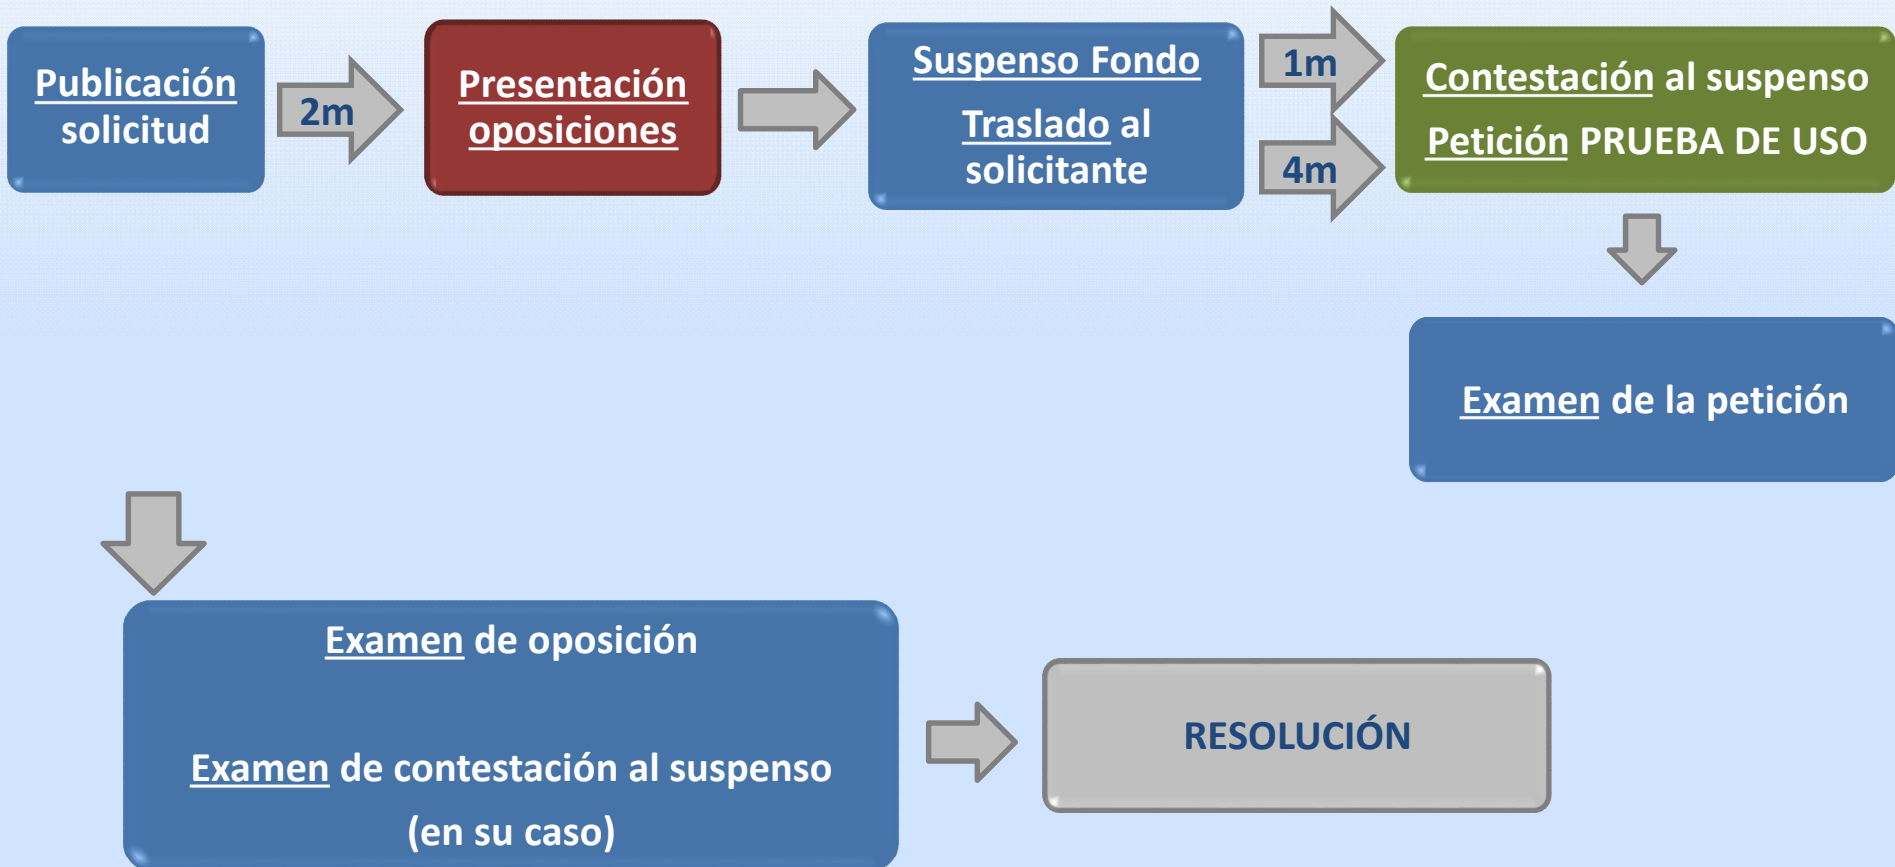 Publicación
solicitud
2m
Presentación
oposiciones
Suspenso Fondo
Traslado al
solicitante
1m
4m
Contestación al suspenso
Petición PRUEBA DE USO
Examen de la petición
Examen de oposición
Examen de contestación al suspenso
(en su caso)
RESOLUCIÓN